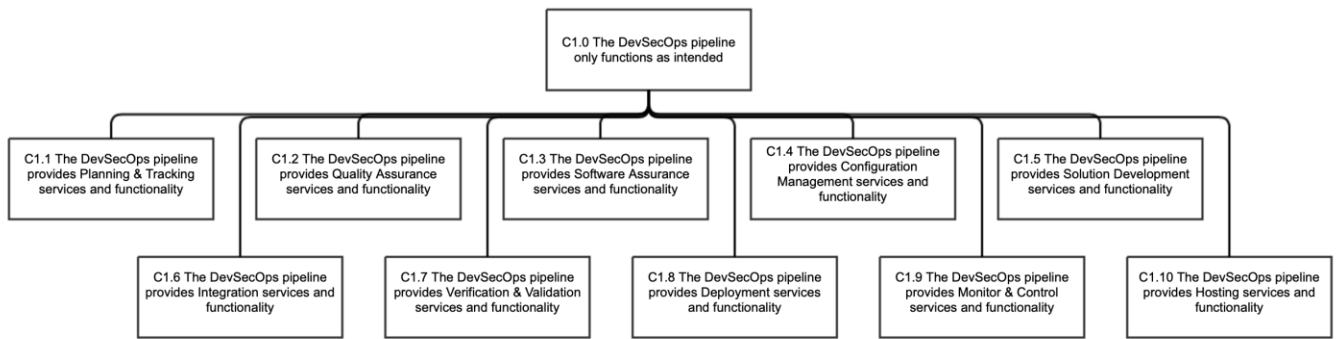 C1.0 The DevSecOps pipeline
only functions as intended
C1.1 The DevSecOps pipeline
provides Planning & Tracking
services and functionality
C1.2 The DevSecOps pipeline
provides Quality Assurance
services and functionality
C1.3 The DevSecOps pipeline
provides Software Assurance
services and functionality
C1.4 The DevSecOps pipeline
provides Configuration
Management services and
functionality
C1.5 The DevSecOps pipeline
provides Solution Development
services and functionality
C1.6 The DevSecOps pipeline
provides Integration services and
functionality
C1.7 The DevSecOps pipeline
provides Verification & Validation
services and functionality
C1.8 The DevSecOps pipeline
provides Deployment services
and functionality
C1.9 The DevSecOps pipeline
provides Monitor & Control
services and functionality
C1.10 The DevSecOps pipeline
provides Hosting services and
functionality